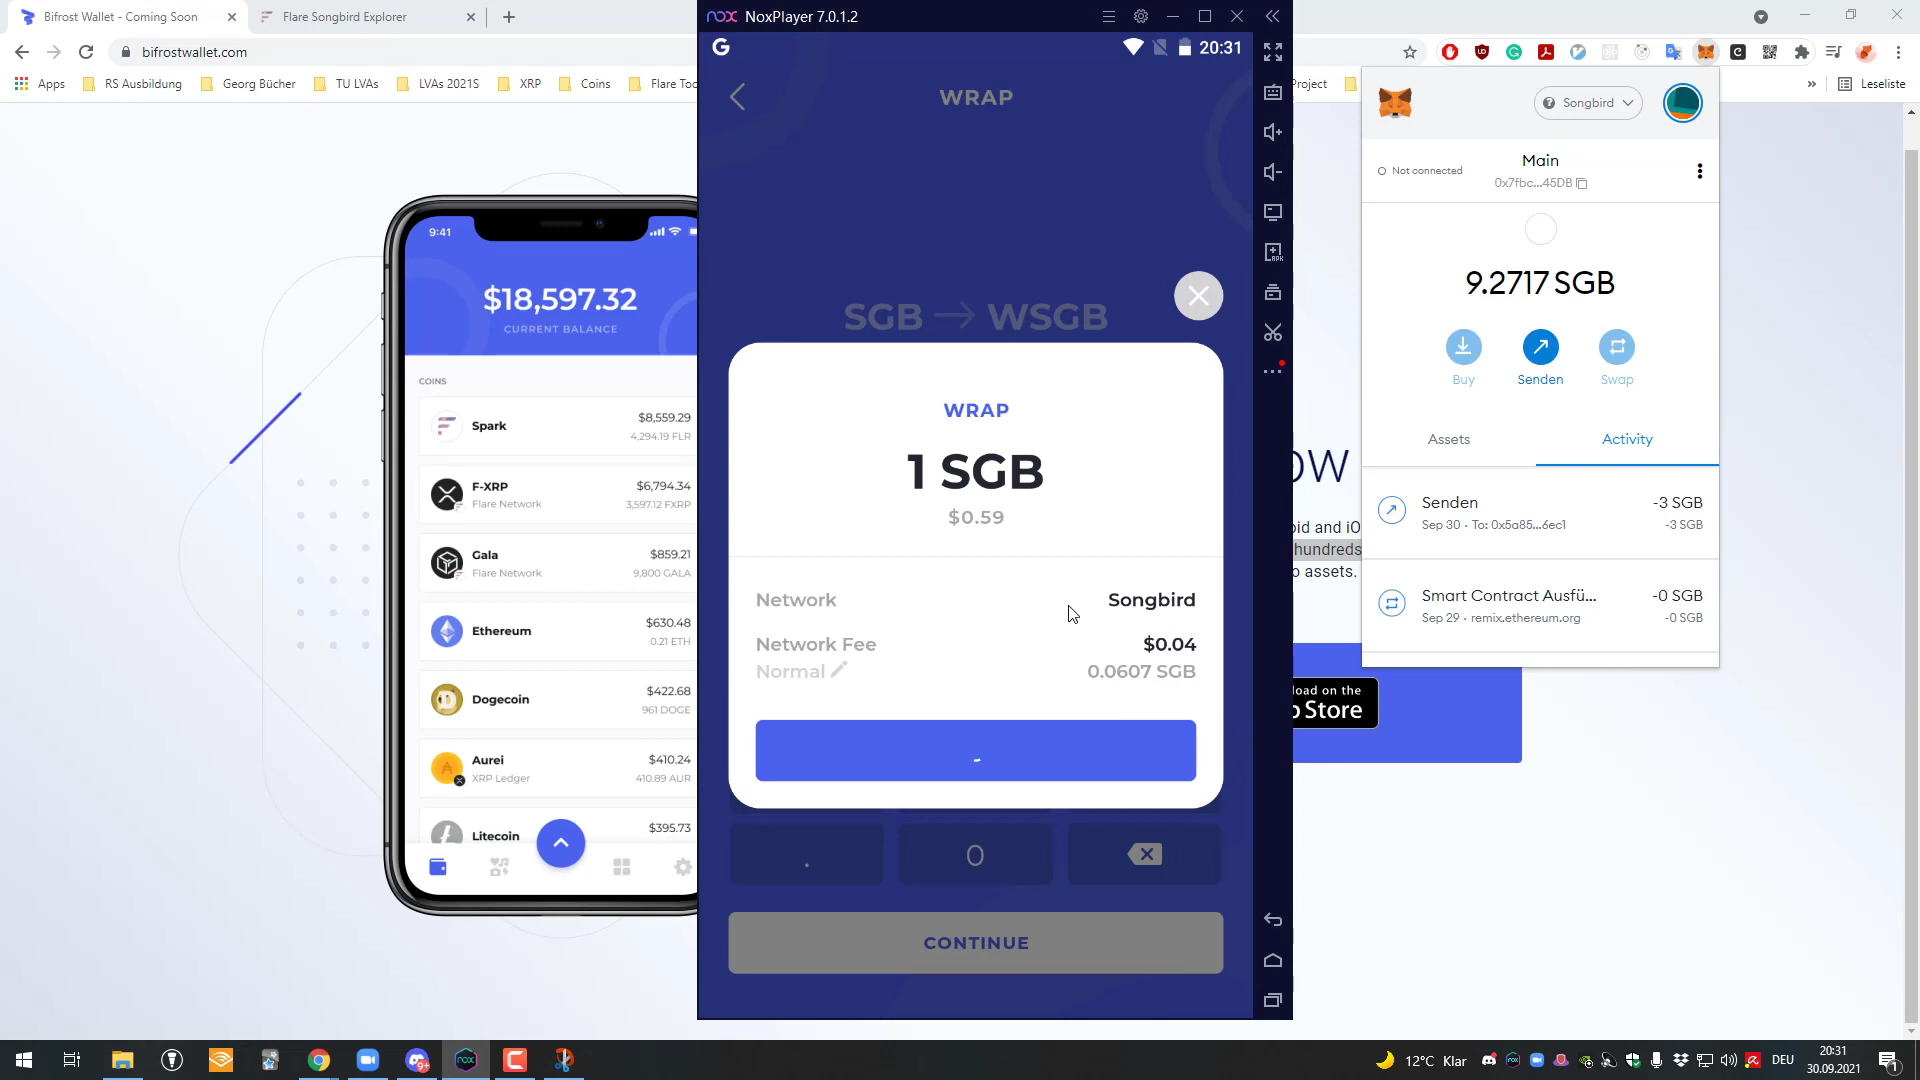 Bifrost Wallet - Coming Soon
Flare Songbird Explorer
bifrostwallet.com
Apps
RS Ausbildung
Georg Bücher
TU LVAs
LVAs 2021S
XRP
Coins
Flare Too
Project
»
Leseliste
9:41
$18,597.32
CURRENT BALANCE
COINS
Spark
$8,559.29
4,294.19 FLR
F-XRP
$6,794.34
Flare Network
3,597.12 FXRP
Gala
$859.21
Flare Network
9,800 GALA
Ethereum
$630.48
0.21 ETH
Dogecoin
$422.68
961 DOGE
Aurei
$410.24
XRP Ledger
410.89 AUR
Litecoin
$395.73
nox NoxPlayer 7.0.1.2
G
20:31
WRAP
SGB → WSGB
WRAP
1 SGB
$0.59
Network
Songbird
Network Fee
$0.04
Normal
0.0607 SGB
.
0
CONTINUE
OW
oid and iO
hundreds
o assets.
load on the
p Store
Songbird
Not connected
Main
0x7fbc...45DB
9.2717 SGB
Buy
Senden
Swap
Assets
Activity
Senden
-3 SGB
Sep 30 · To: 0x5a85...6ec1
-3 SGB
Smart Contract Ausfü...
-0 SGB
Sep 29 · remix.ethereum.org
-0 SGB
12°C Klar
DEU
20:31
30.09.2021